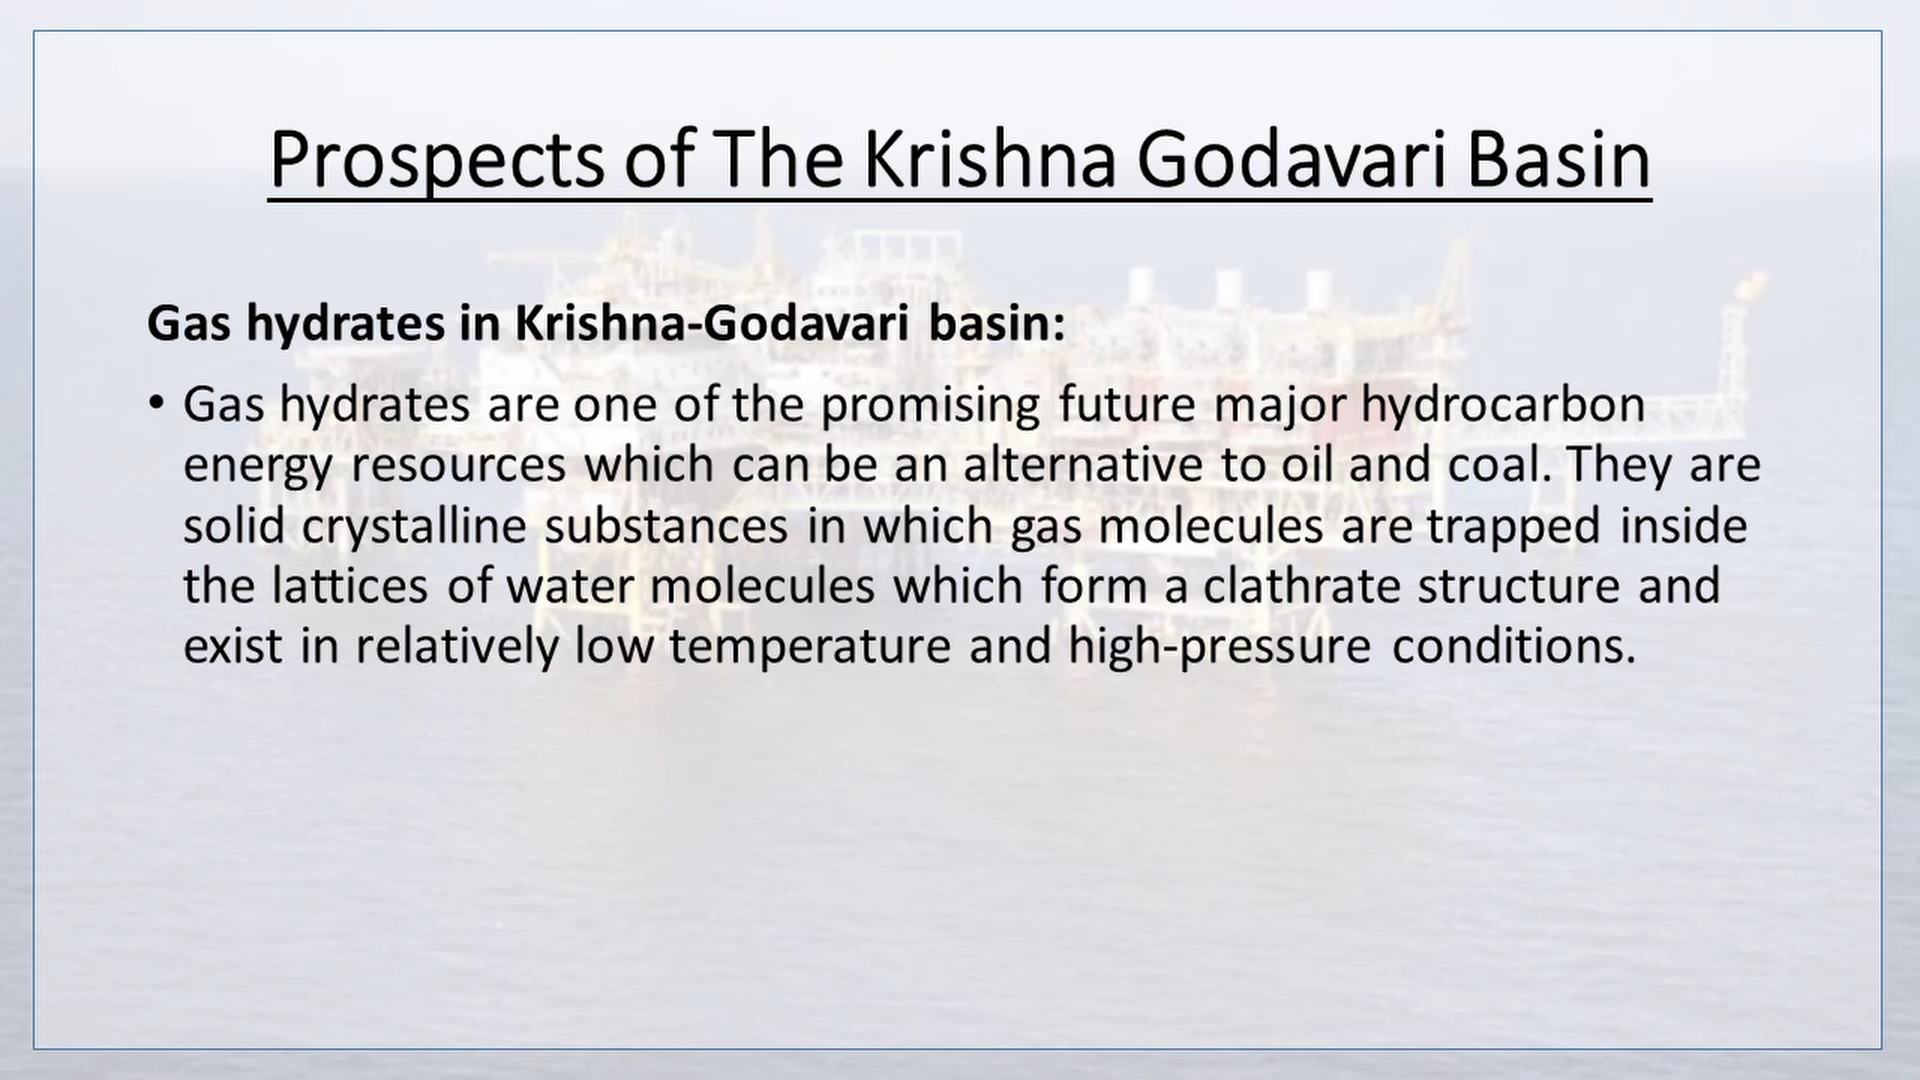 Prospects of The Krishna Godavari Basin
Gas hydrates in Krishna-Godavari basin:
• Gas hydrates are one of the promising future major hydrocarbon
energy resources which can be an alternative to oil and coal. They are
solid crystalline substances in which gas molecules are trapped inside
the lattices of water molecules which form a clathrate structure and
exist in relatively low temperature and high-pressure conditions.